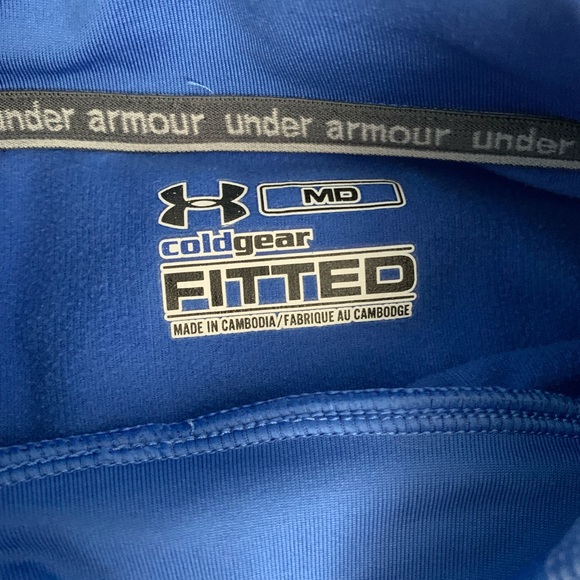 under armour under armour under
MD
coldgear
FITTED
MADE IN CAMBODIA/FABRIQUE AU CAMBODGE